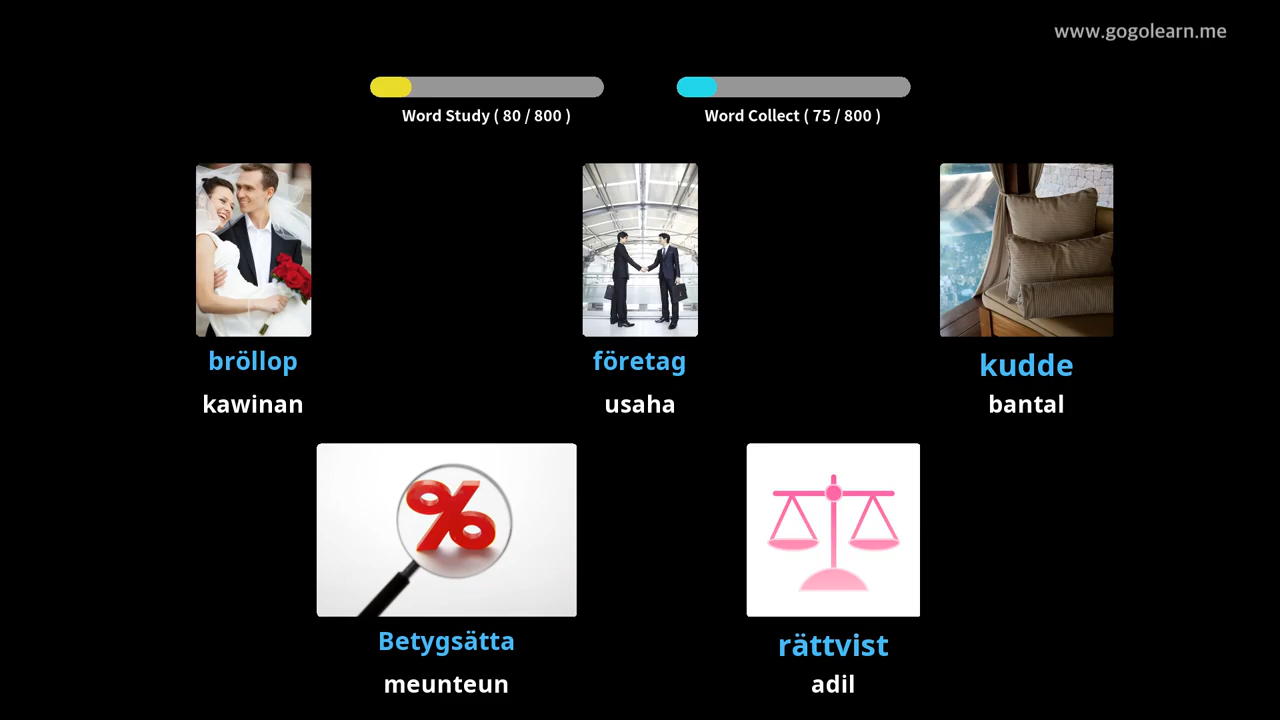 www.gogolearn.me
Word Study ( 80 / 800 )
Word Collect ( 75 / 800 )
bröllop
företag
kudde
kawinan
usaha
bantal
%
Betygsätta
rättvist
meunteun
adil